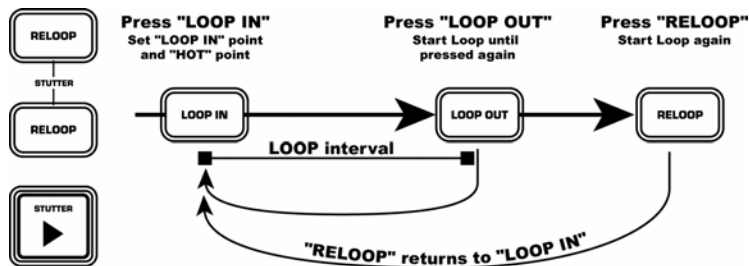 RELOOP
STUTTER
RELOOP
STUTTER
Press "LOOP IN"
Set "LOOP IN" point
and "HOT" point
Press "LOOP OUT"
Start Loop until
pressed again
Press "RELOOP"
Start Loop again
LOOP IN
LOOP OUT
RELOOP
LOOP interval
"RELOOP" returns to "LOOP IN"